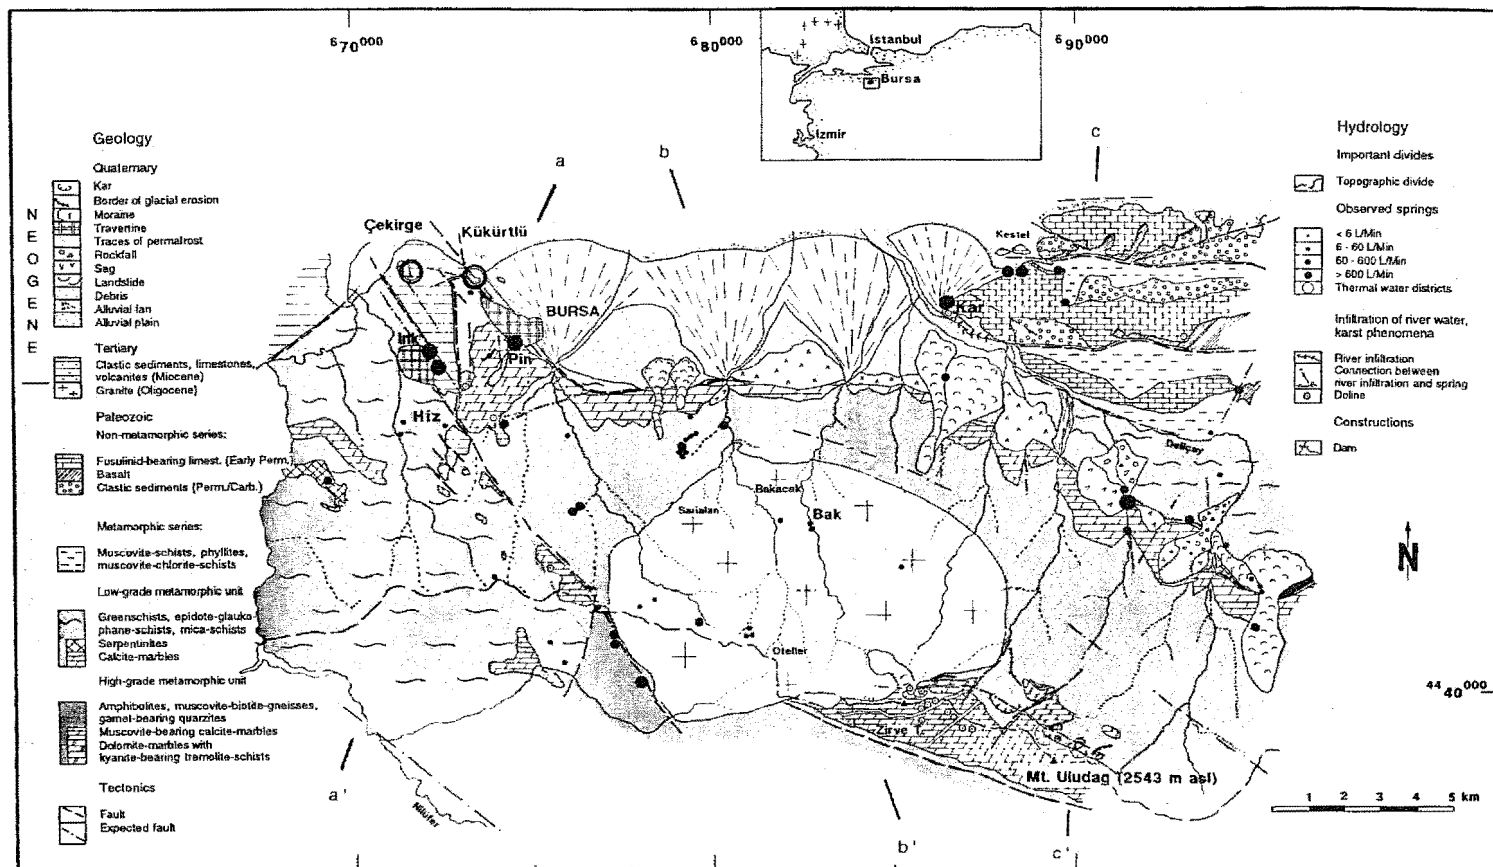 6 70 000
6 80 000
6 90 000
Istanbul
Bursa
Izmir
a
b
c
Geology
Quaternary
NEOGENE
Kar
Border of glacial erosion
Moraine
Travertine
Traces of permafrost
Rockfall
Sag
Landslide
Debris
Alluvial fan
Alluvial plain
Tertiary
Clastic sediments, limestones,
volcanites (Miocene)
Granite (Oligocene)
Paleozoic
Non-metamorphic series:
Fusulinid-bearing limest. (Early Perm.)
Basalt
Clastic sediments (Perm./Carb.)
Metamorphic series:
Muscovite-schists, phyllites,
muscovite-chlorite-schists
Low-grade metamorphic unit
Greenschists, epidote-glauko-
phane-schists, mica-schists
Serpentinites
Calcite-marbles
High-grade metamorphic unit
Amphibolites, muscovite-biotite-gneisses,
garnet-bearing quarzites
Muscovite-bearing calcite-marbles
Dolomite-marbles with
kyanite-bearing tremolite-schists
Tectonics
Fault
Expected fault
Çekirge
Kükürtlü
BURSA
Pin
Hiz
Kestel
Kar
Deliçay
Sarialan
Bakacak
Bak
Oteller
Zirve
Mt. Uludag (2543 m asl)
Nilüfer
a'
b'
c'
Hydrology
Important divides
Topographic divide
Observed springs
< 6 L/Min
6 - 60 L/Min
60 - 600 L/Min
> 600 L/Min
Thermal water districts
Infiltration of river water,
karst phenomena
River infiltration
Connection between
river infiltration and spring
Doline
Constructions
Dam
N
44 40 000
1 2 3 4 5 km